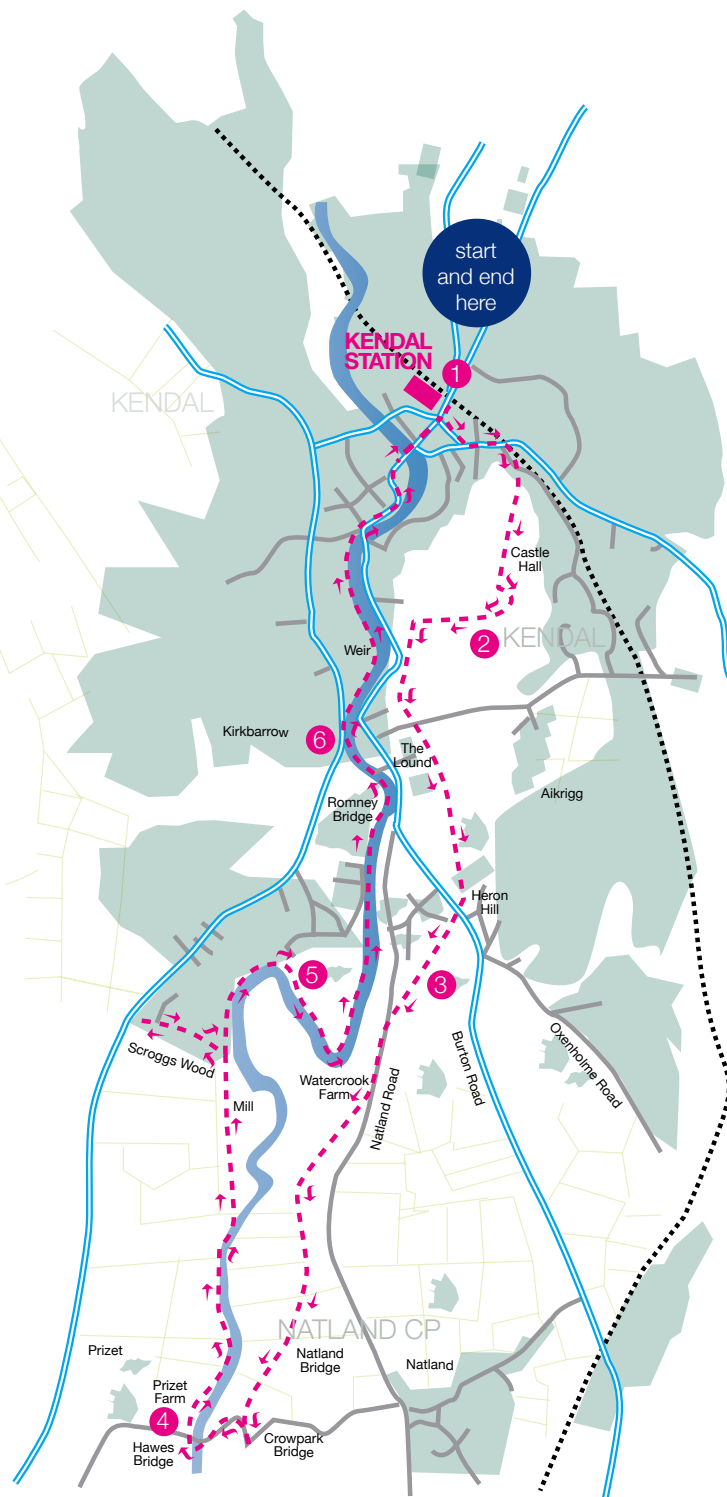 start
and end
here
KENDAL
STATION
1
KENDAL
Castle
Hall
2
KENDAL
Weir
Kirkbarrow
6
The
Lound
Romney
Bridge
Aikrigg
Heron
Hill
5
3
Scroggs Wood
Watercrook
Farm
Mill
Natland Road
Burton Road
Oxenholme Road
NATLAND CP
Prizet
Natland
Bridge
Natland
Prizet
Farm
4
Hawes
Bridge
Crowpark
Bridge